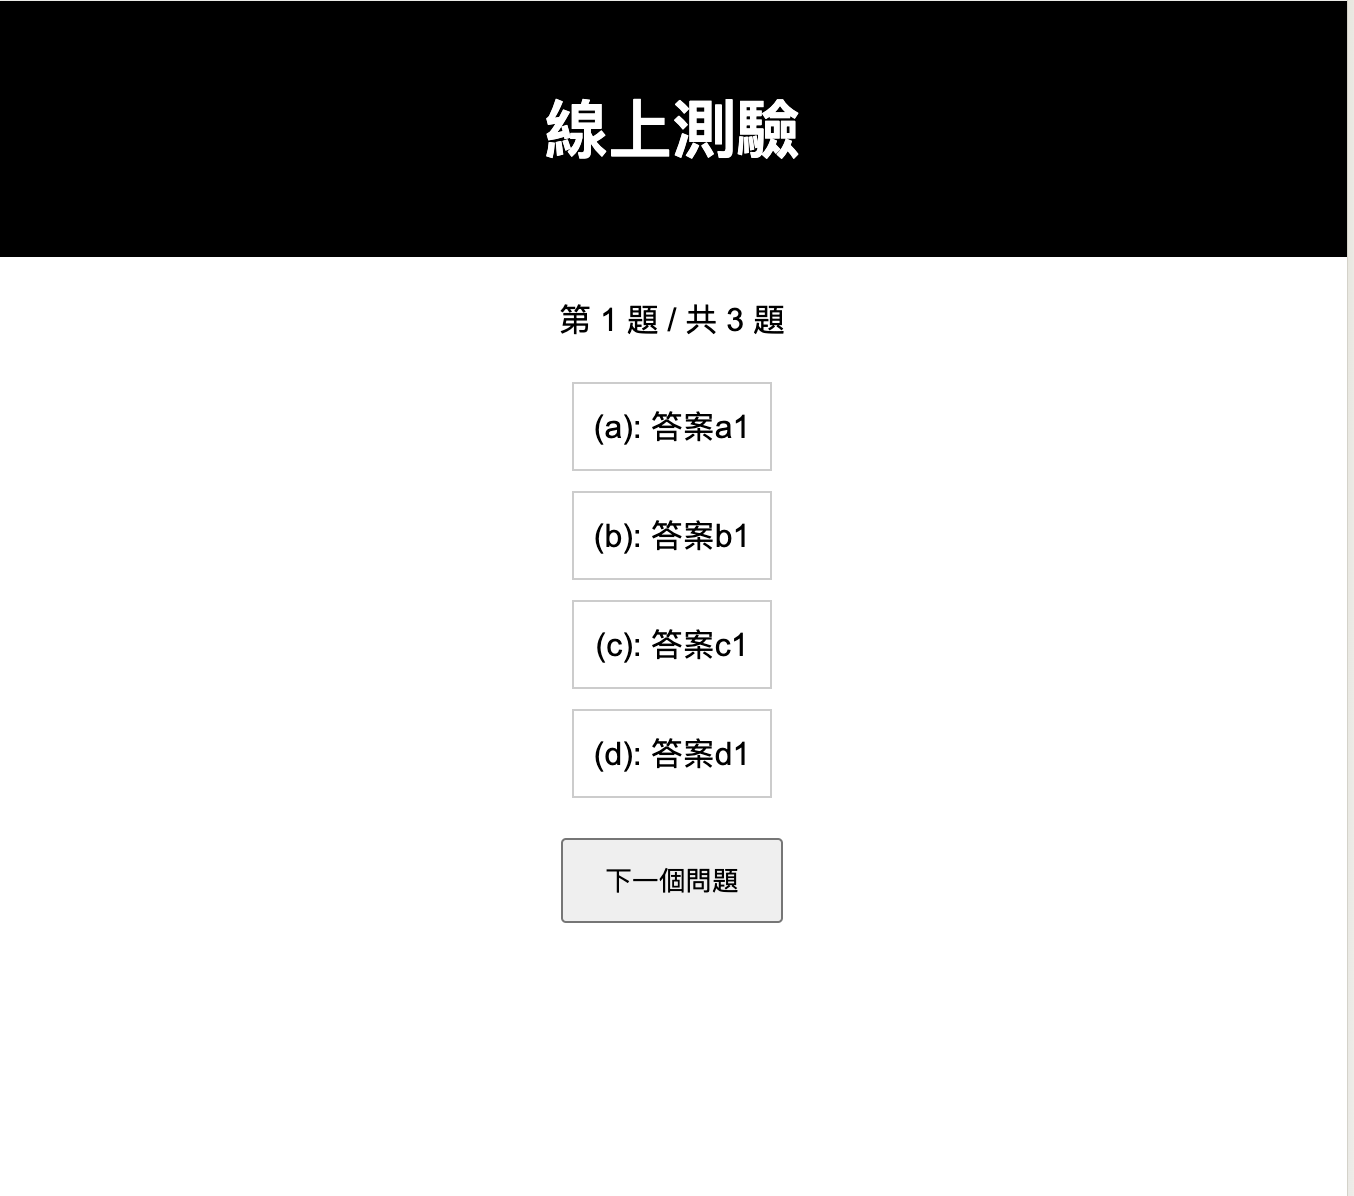 線上測驗
第 1 題 / 共 3 題
(a): 答案a1
(b): 答案b1
(c): 答案c1
(d): 答案d1
下一個問題